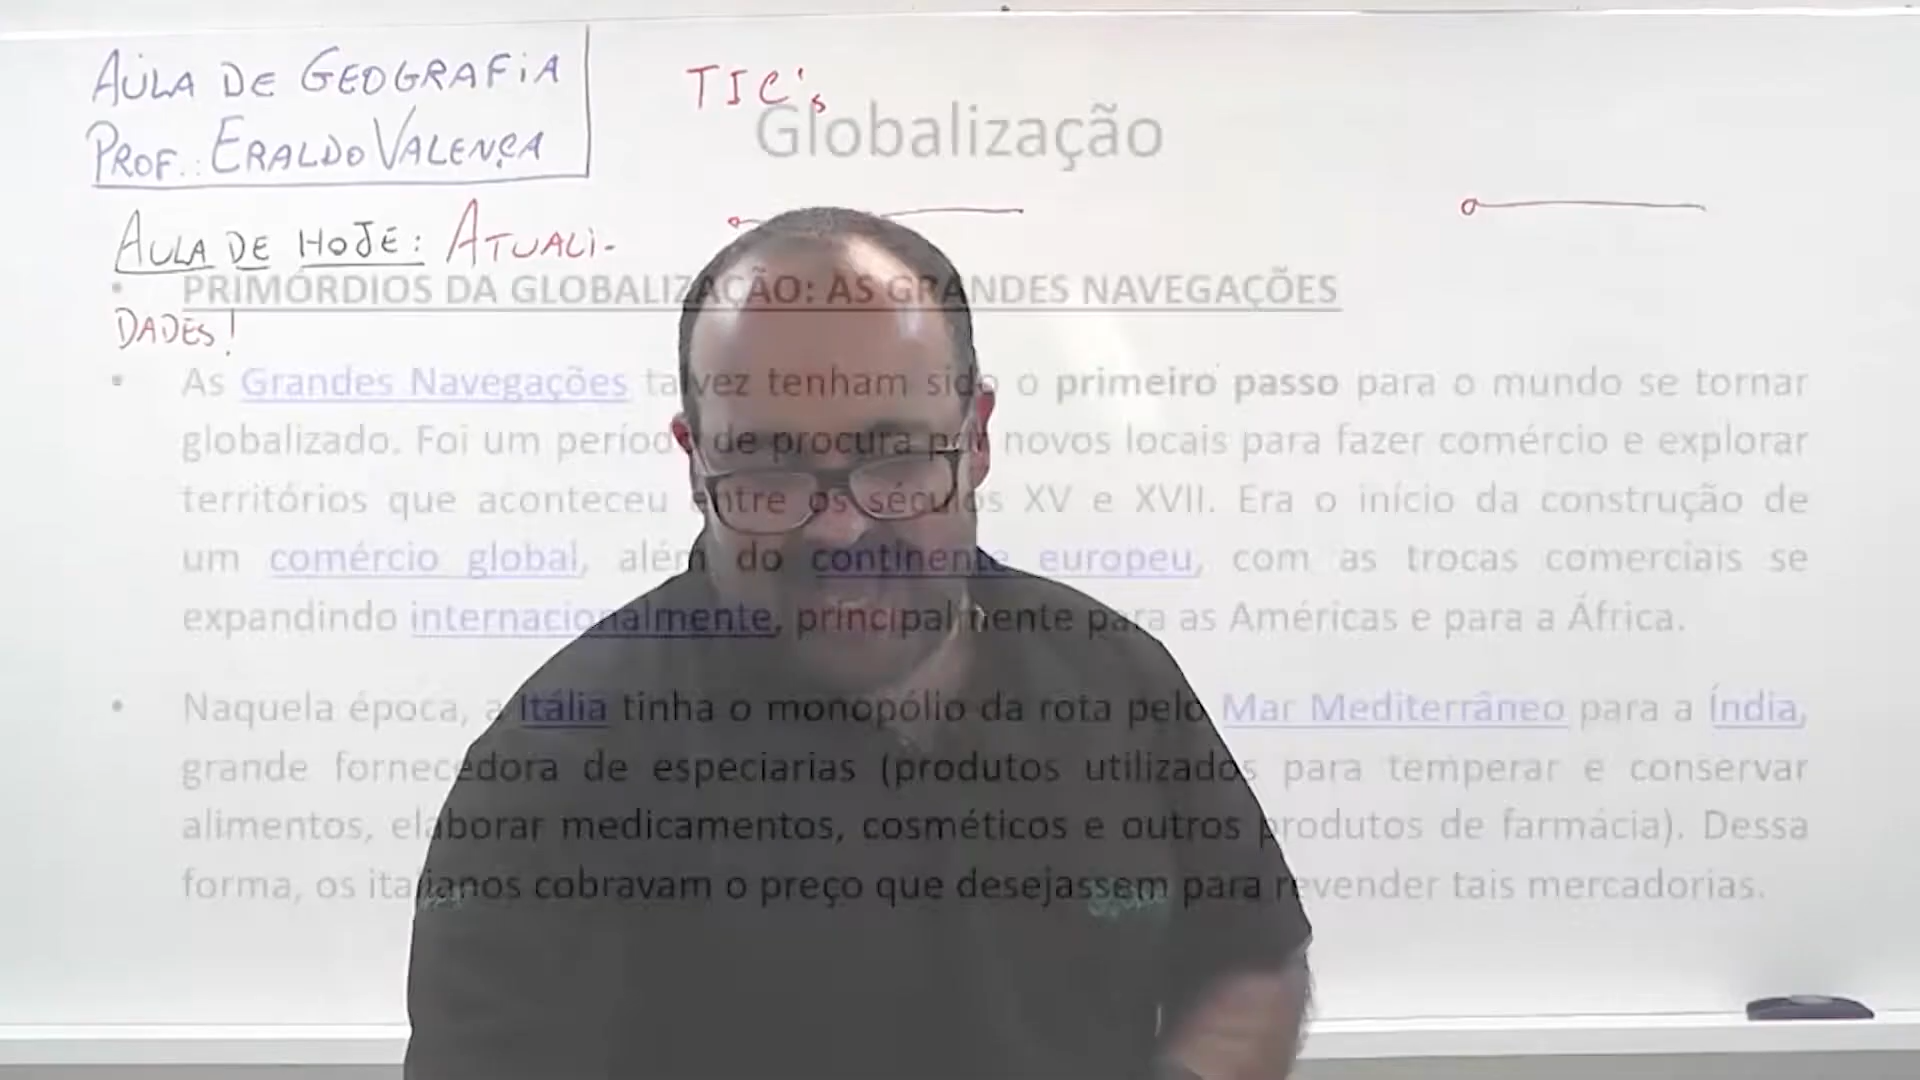 AULA DE GEOGRAFIA
PROF.: ERALDO VALENÇA
TIC's
Globalização
AULA DE HOJE: ATUALI-
DADES!
• PRIMÓRDIOS DA GLOBALIZAÇÃO: AS GRANDES NAVEGAÇÕES
• As Grandes Navegações talvez tenham sido o primeiro passo para o mundo se tornar
globalizado. Foi um período de procura por novos locais para fazer comércio e explorar
territórios que aconteceu entre os séculos XV e XVII. Era o início da construção de
um comércio global, além do continente europeu, com as trocas comerciais se
expandindo internacionalmente, principalmente para as Américas e para a África.
• Naquela época, a Itália tinha o monopólio da rota pelo Mar Mediterrâneo para a Índia,
grande fornecedora de especiarias (produtos utilizados para temperar e conservar
alimentos, elaborar medicamentos, cosméticos e outros produtos de farmácia). Dessa
forma, os italianos cobravam o preço que desejassem para revender tais mercadorias.